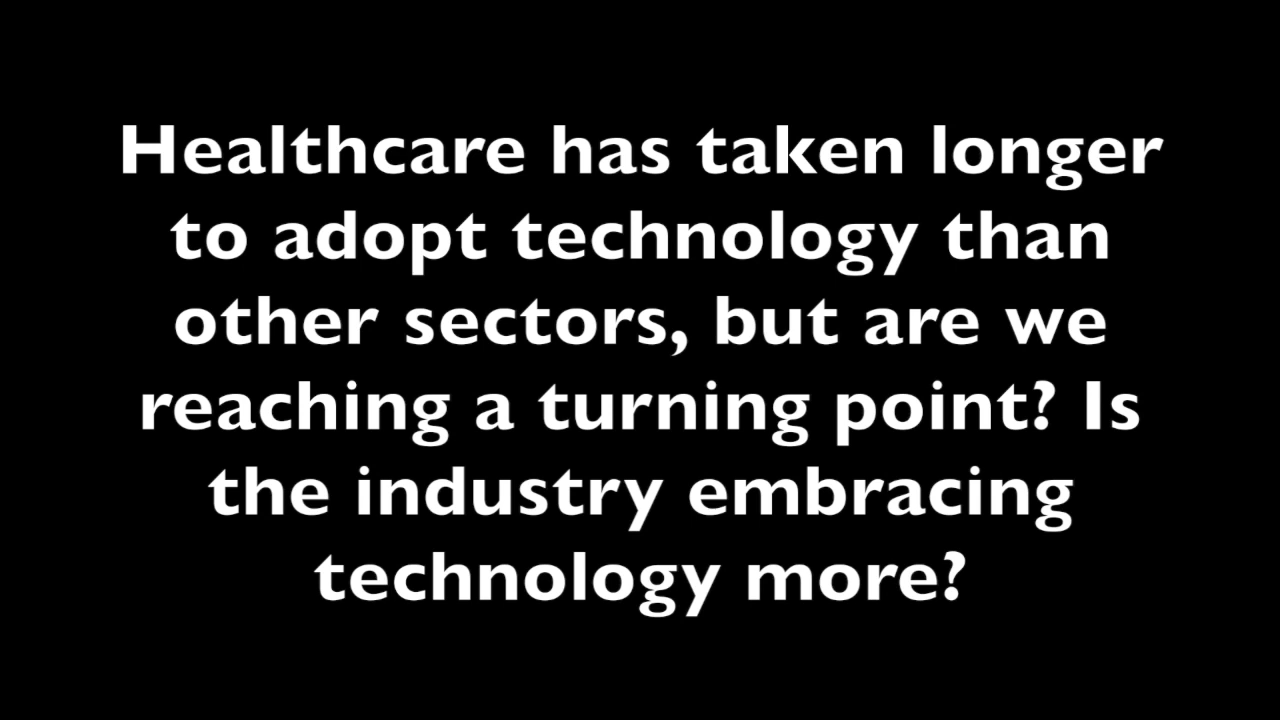 Healthcare has taken longer
to adopt technology than
other sectors, but are we
reaching a turning point? Is
the industry embracing
technology more?